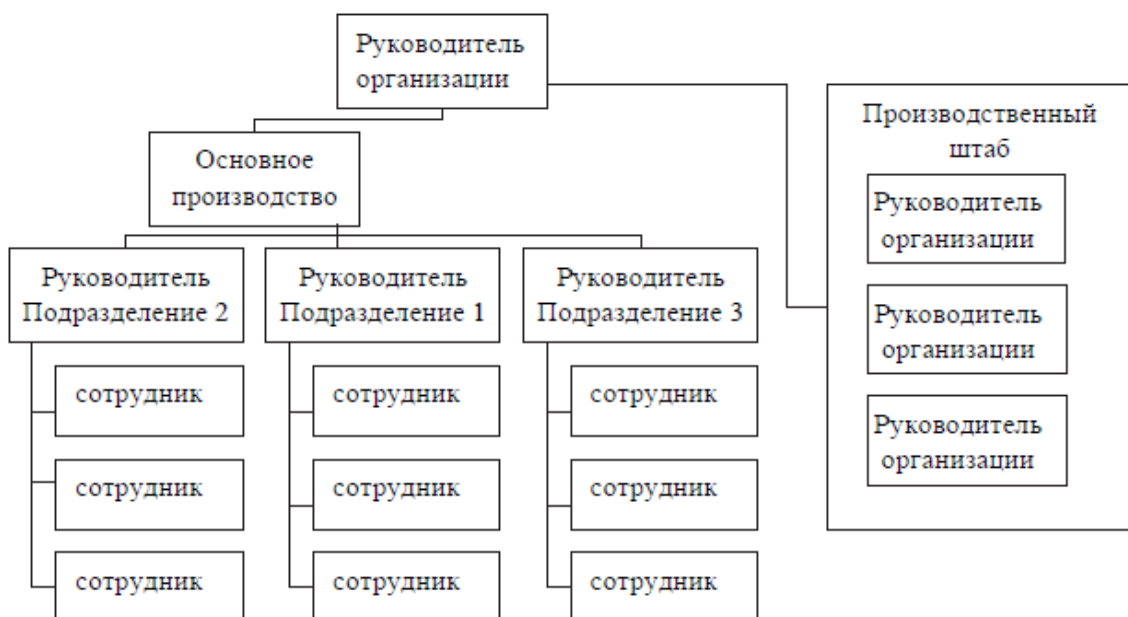 Руководитель
организации
Основное
производство
Руководитель
Подразделение 2
сотрудник
сотрудник
сотрудник
Руководитель
Подразделение 1
сотрудник
сотрудник
сотрудник
Руководитель
Подразделение 3
сотрудник
сотрудник
сотрудник
Производственный
штаб
Руководитель
организации
Руководитель
организации
Руководитель
организации